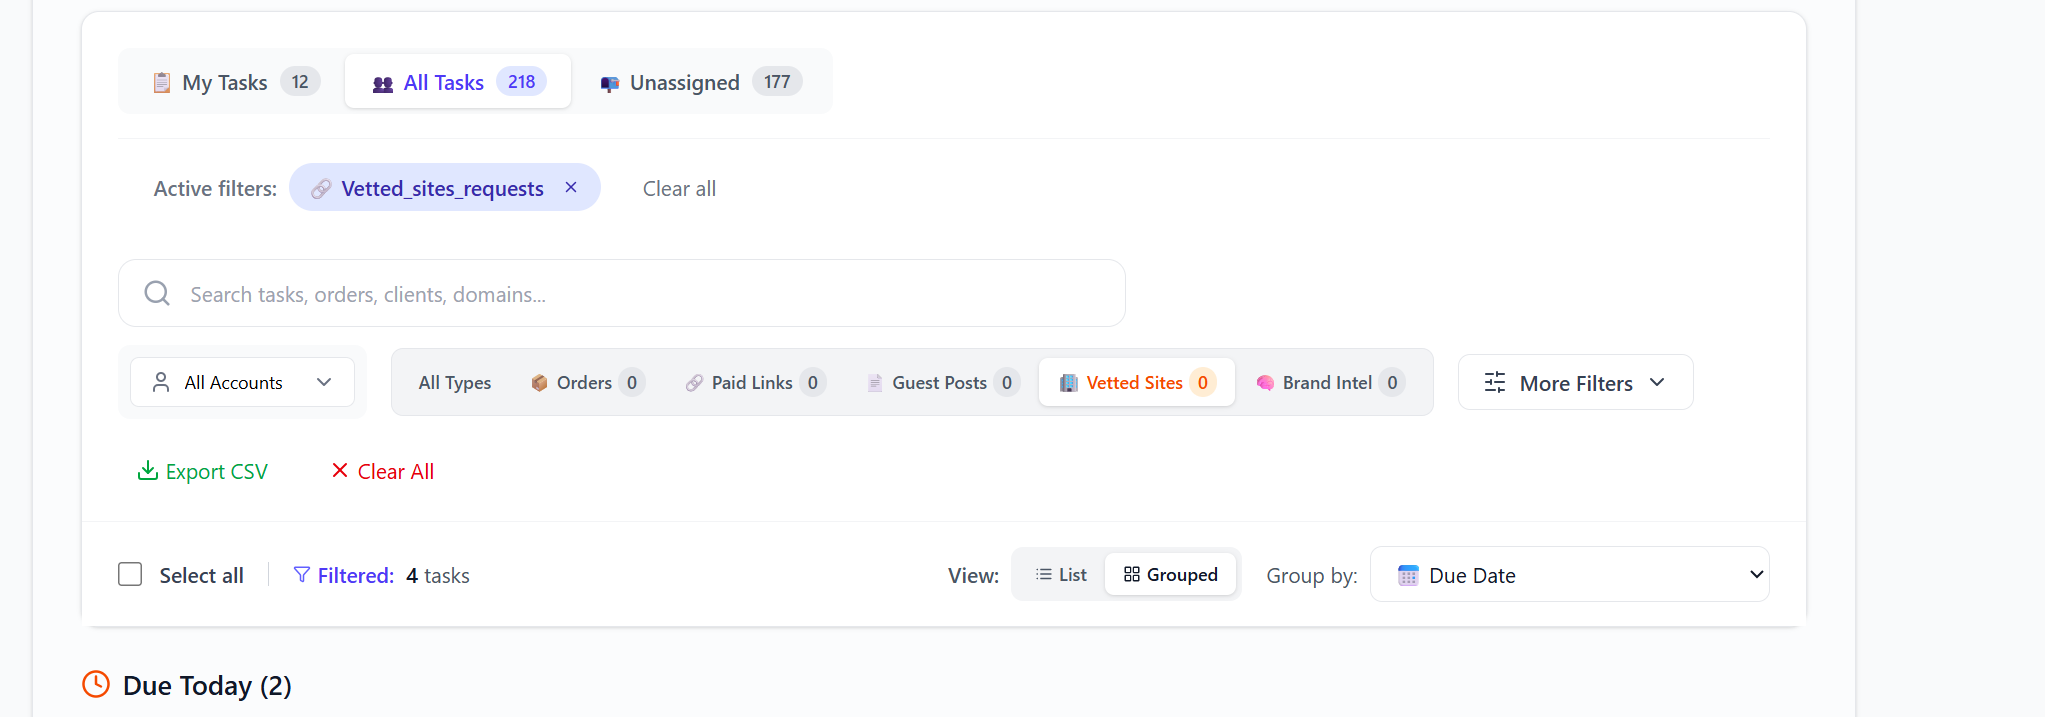 My Tasks 12 All Tasks 218 Unassigned 177
Active filters: Vetted_sites_requests × Clear all
Search tasks, orders, clients, domains...
All Accounts All Types Orders 0 Paid Links 0 Guest Posts 0 Vetted Sites 0 Brand Intel 0 More Filters
Export CSV Clear All
Select all Filtered: 4 tasks View: List Grouped Group by: Due Date
Due Today (2)